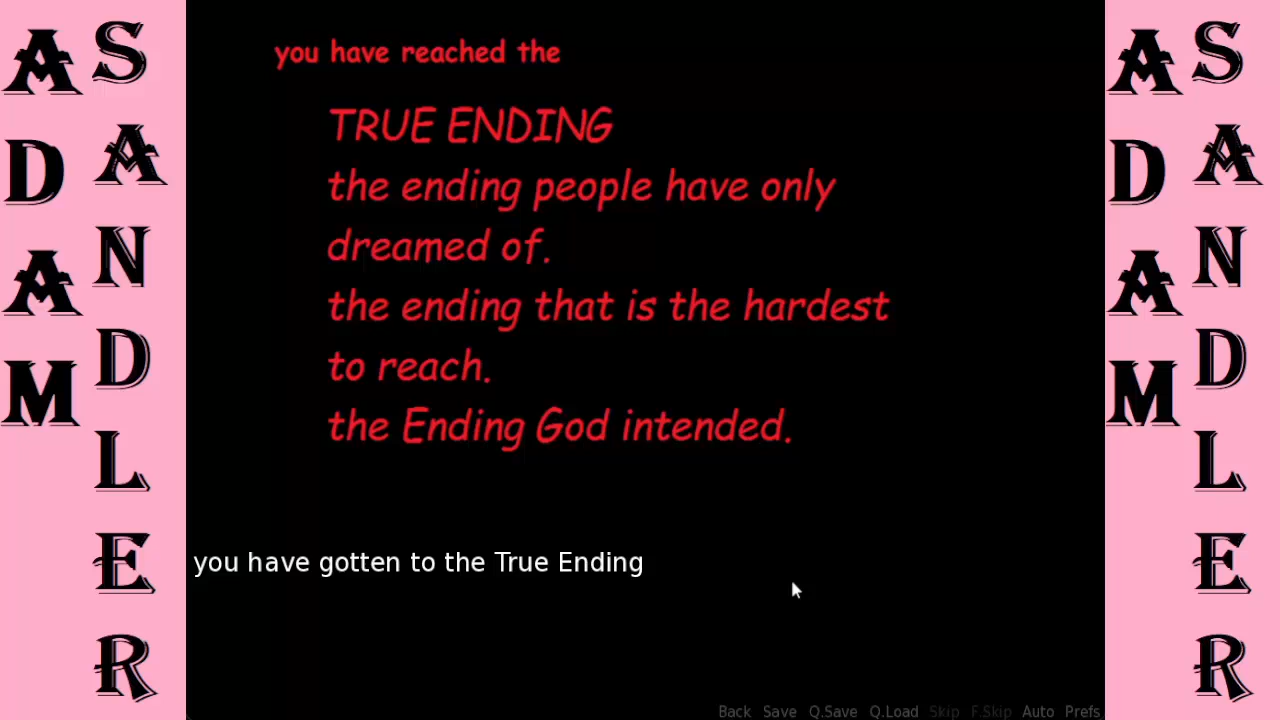 ADAM
SANDLER
you have reached the
TRUE ENDING
the ending people have only
dreamed of.
the ending that is the hardest
to reach.
the Ending God intended.
you have gotten to the True Ending
Back Save Q.Save Q.Load Skip F.Skip Auto Prefs
ADAM
SANDLER